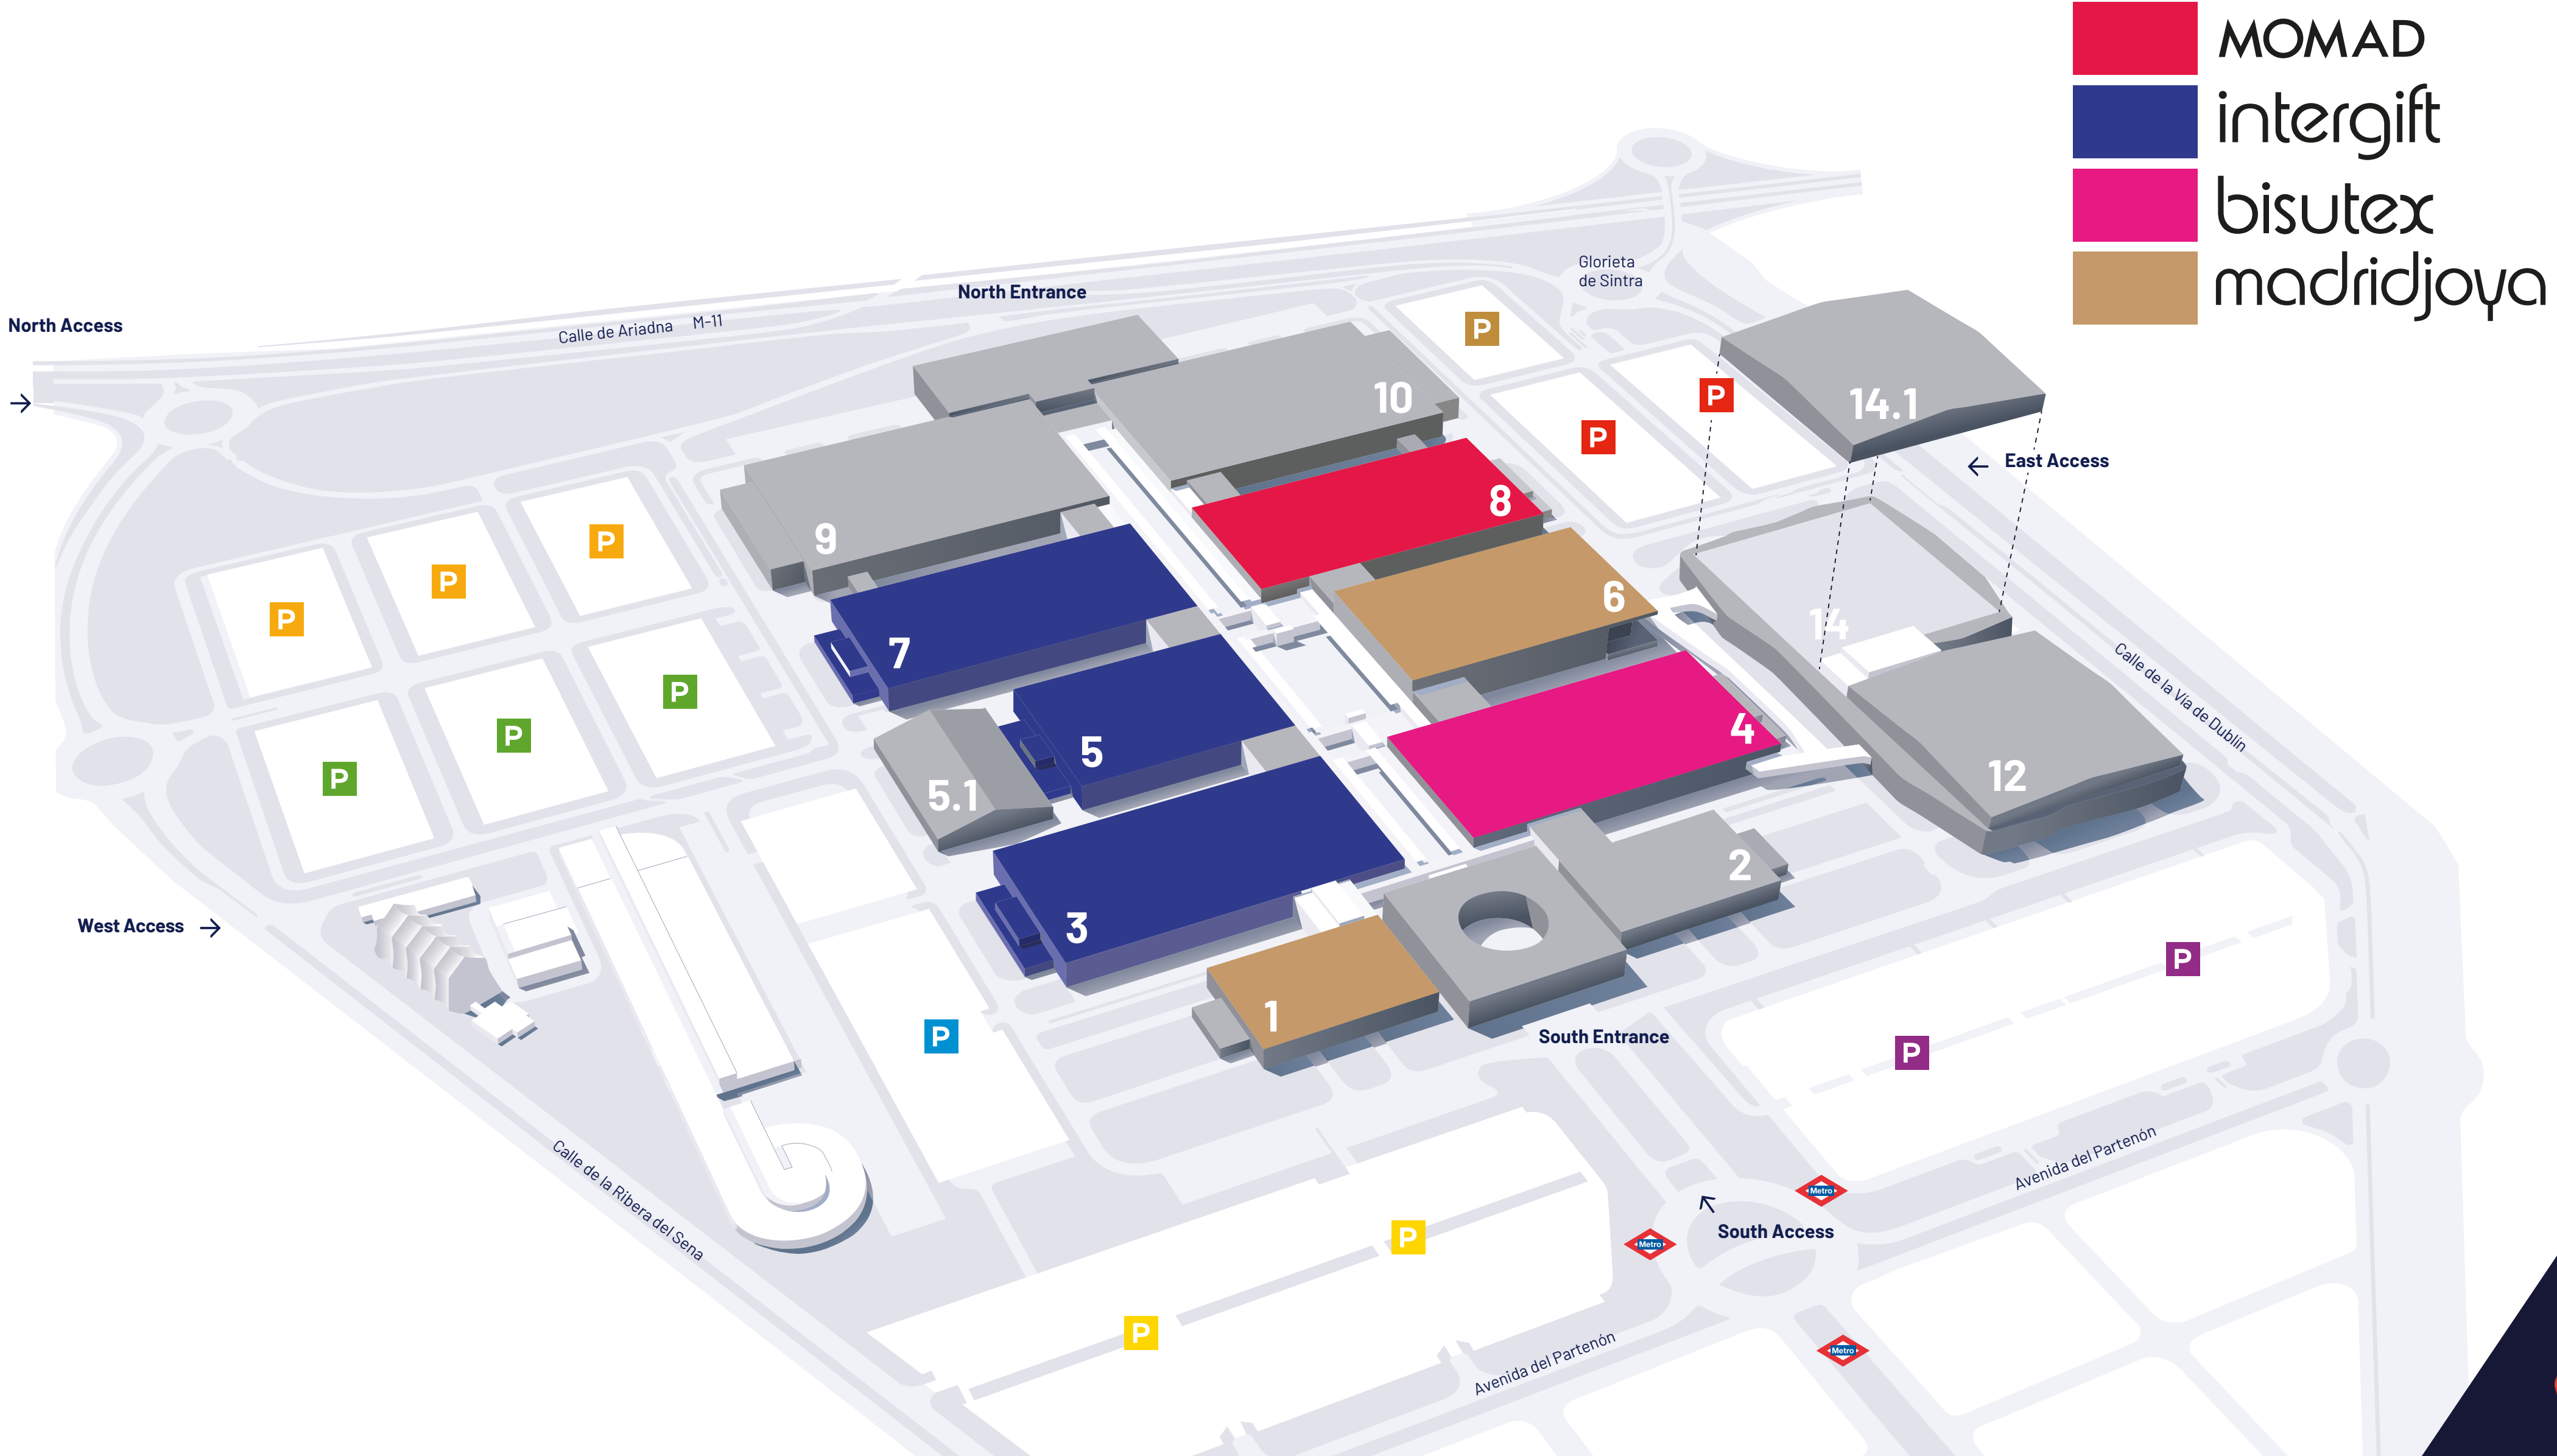 MOMAD
intergift
bisutex
madridjoya
Glorieta
de Sintra
North Entrance
North Access
Calle de Ariadna M-11
P
10
P
14.1
P
East Access
8
9
P
P
6
P
14
7
P
4
P
5
P
12
5.1
Calle de la Vía de Dublín
2
3
West Access
P
1
P
South Entrance
P
Avenida del Partenón
Metro
Calle de la Ribera del Sena
South Access
P
Metro
P
Metro
Avenida del Partenón